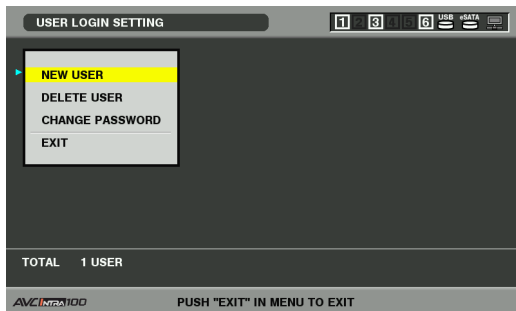 USER LOGIN SETTING
1 2 3 4 5 6 USB eSATA
NEW USER
DELETE USER
CHANGE PASSWORD
EXIT
TOTAL 1 USER
AVC INTRA 100 PUSH "EXIT" IN MENU TO EXIT